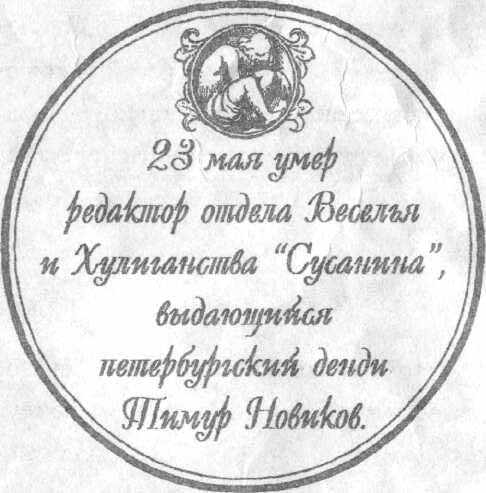 23 мая умер
редактор отдела Веселья
и Хулиганства "Сусанина",
выдающийся
петербургский денди
Тимур Новиков.